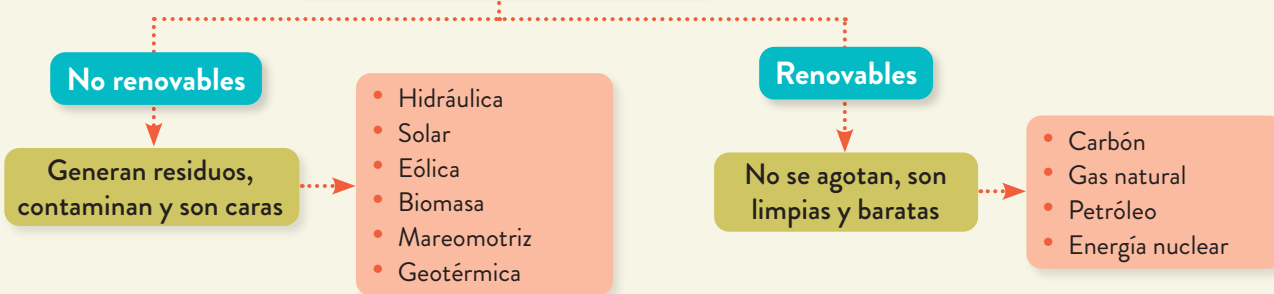 No renovables
Generan residuos,
contaminan y son caras
• Hidráulica
• Solar
• Eólica
• Biomasa
• Mareomotriz
• Geotérmica
Renovables
No se agotan, son
limpias y baratas
• Carbón
• Gas natural
• Petróleo
• Energía nuclear